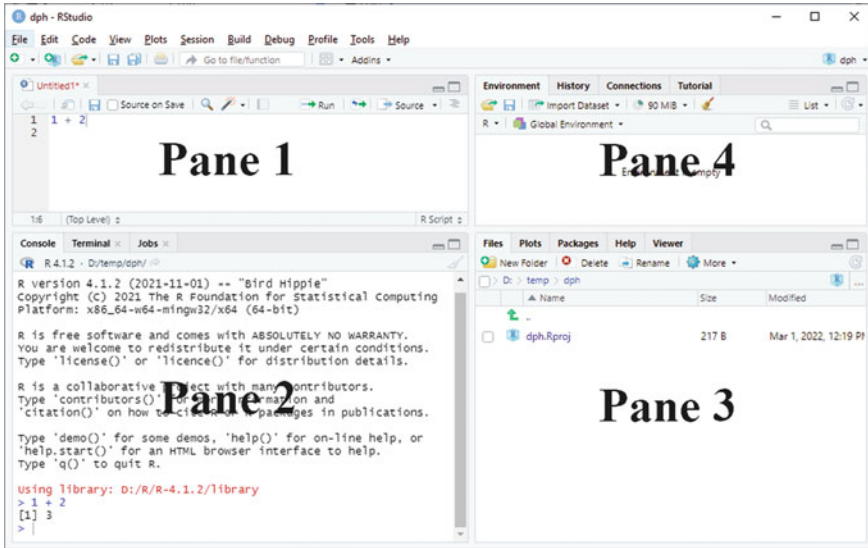 dph - RStudio
File Edit Code View Plots Session Build Debug Profile Tools Help
Go to file/function Addins dph
Untitled1*
Source on Save Run Source
1 1 + 2
2
Pane 1
1:6 (Top Level) R Script
Console Terminal Jobs
R 4.1.2 · D:/temp/dph/
R version 4.1.2 (2021-11-01) -- "Bird Hippie"
Copyright (C) 2021 The R Foundation for Statistical Computing
Platform: x86_64-w64-mingw32/x64 (64-bit)
R is free software and comes with ABSOLUTELY NO WARRANTY.
You are welcome to redistribute it under certain conditions.
Type 'license()' or 'licence()' for distribution details.
R is a collaborative project with many contributors.
Type 'contributors()' for more information and
'citation()' on how to cite R or R packages in publications.
Pane 2
Type 'demo()' for some demos, 'help()' for on-line help, or
'help.start()' for an HTML browser interface to help.
Type 'q()' to quit R.
Using library: D:/R/R-4.1.2/library
> 1 + 2
[1] 3
>
Environment History Connections Tutorial
Import Dataset 90 MiB List
R Global Environment
Environment is empty
Pane 4
Files Plots Packages Help Viewer
New Folder Delete Rename More
D: > temp > dph
Name Size Modified
..
dph.Rproj 217 B Mar 1, 2022, 12:19 PM
Pane 3